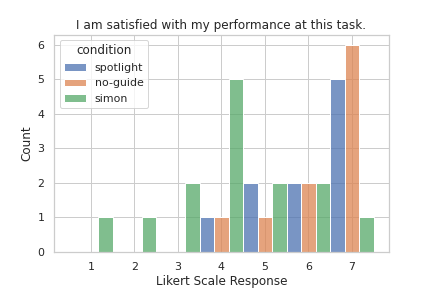 I am satisfied with my performance at this task.
condition
spotlight
no-guide
simon
6
5
4
3
2
1
0
Count
1 2 3 4 5 6 7
Likert Scale Response